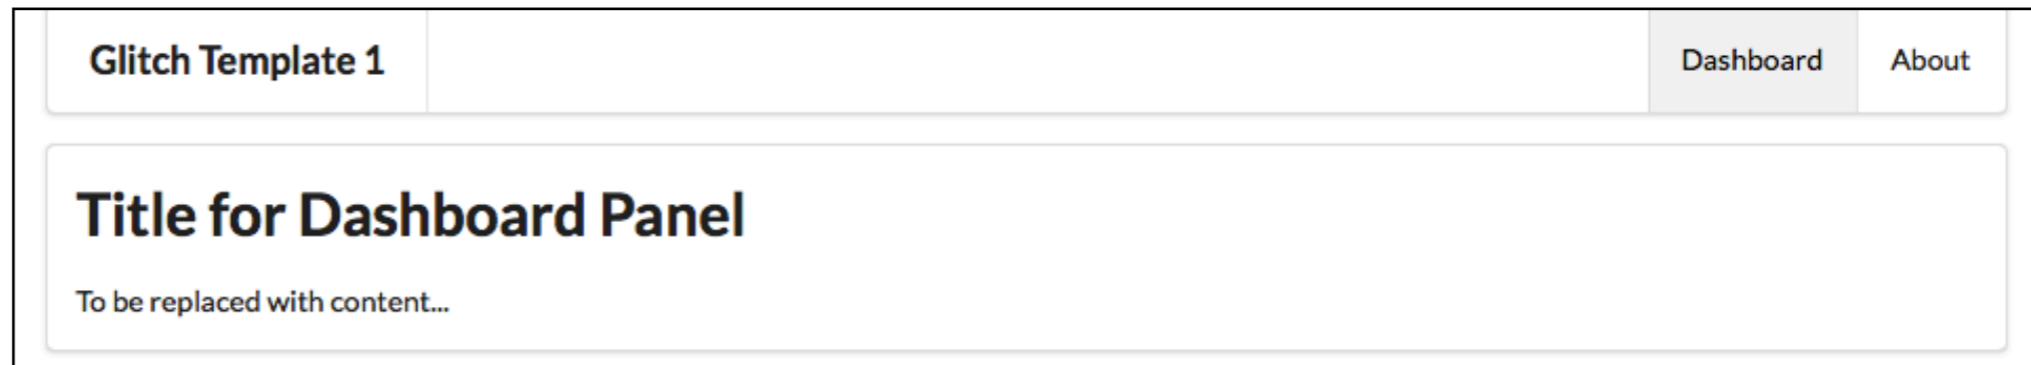 Glitch Template 1 Dashboard About
Title for Dashboard Panel
To be replaced with content...